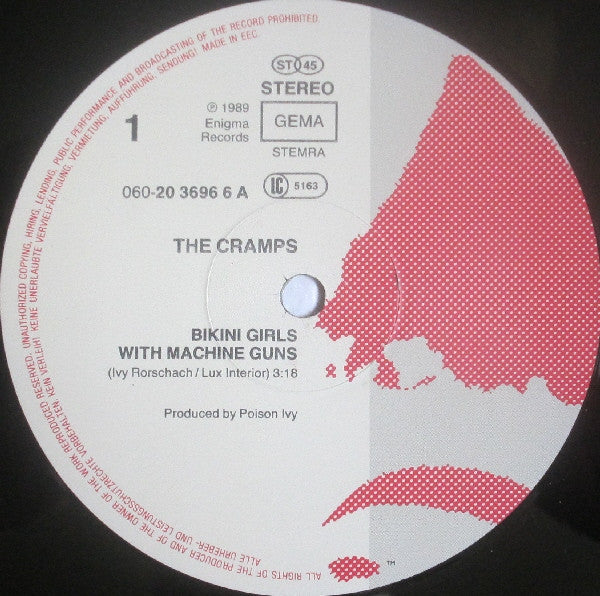 ALL RIGHTS OF THE PRODUCER AND OF THE OWNER OF THE WORK REPRODUCED RESERVED. UNAUTHORIZED COPYING, HIRING, LENDING, PUBLIC PERFORMANCE AND BROADCASTING OF THE RECORD PROHIBITED.
ALLE URHEBER- UND LEISTUNGSSCHUTZRECHTE VORBEHALTEN. KEIN VERLEIH! KEINE UNERLAUBTE VERVIELFÄLTIGUNG, VERMIETUNG, AUFFÜHRUNG, SENDUNG! MADE IN EEC.
ST 45
STEREO
1
℗ 1989
Enigma
Records
GEMA
STEMRA
060-20 3696 6 A
LC 5163
THE CRAMPS
BIKINI GIRLS
WITH MACHINE GUNS
(Ivy Rorschach / Lux Interior) 3:18
Produced by Poison Ivy
TM